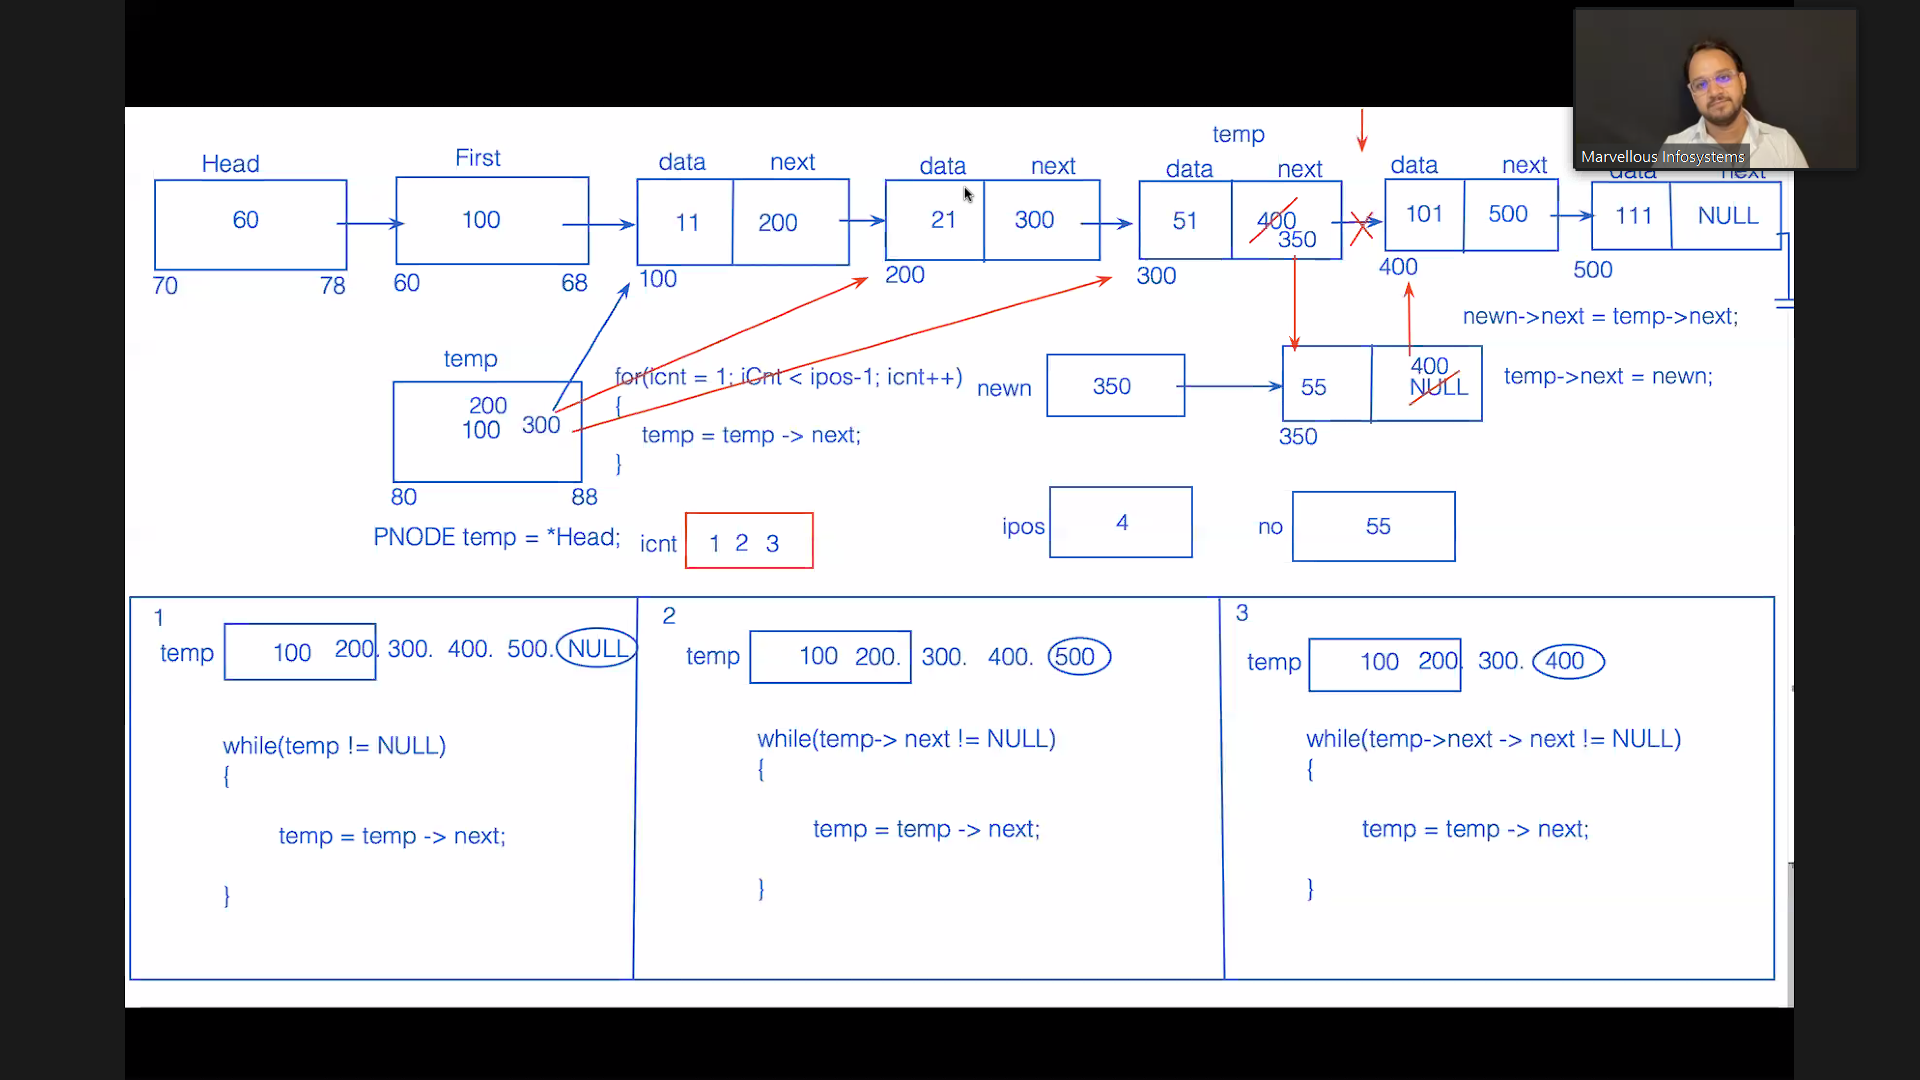 Marvellous Infosystems
temp
Head First data next data next data next data next data next
60 100 11 200 21 300 51 400 350 101 500 111 NULL
70 78 60 68 100 200 300 400 500
newn->next = temp->next;
temp
200
100 300
80 88
for(icnt = 1; iCnt < ipos-1; icnt++)
{
temp = temp -> next;
}
newn 350
55 400 NULL
350
temp->next = newn;
PNODE temp = *Head;
icnt 1 2 3
ipos 4
no 55
1
temp 100 200. 300. 400. 500. NULL
while(temp != NULL)
{
temp = temp -> next;
}
2
temp 100 200. 300. 400. 500
while(temp-> next != NULL)
{
temp = temp -> next;
}
3
temp 100 200. 300. 400
while(temp->next -> next != NULL)
{
temp = temp -> next;
}